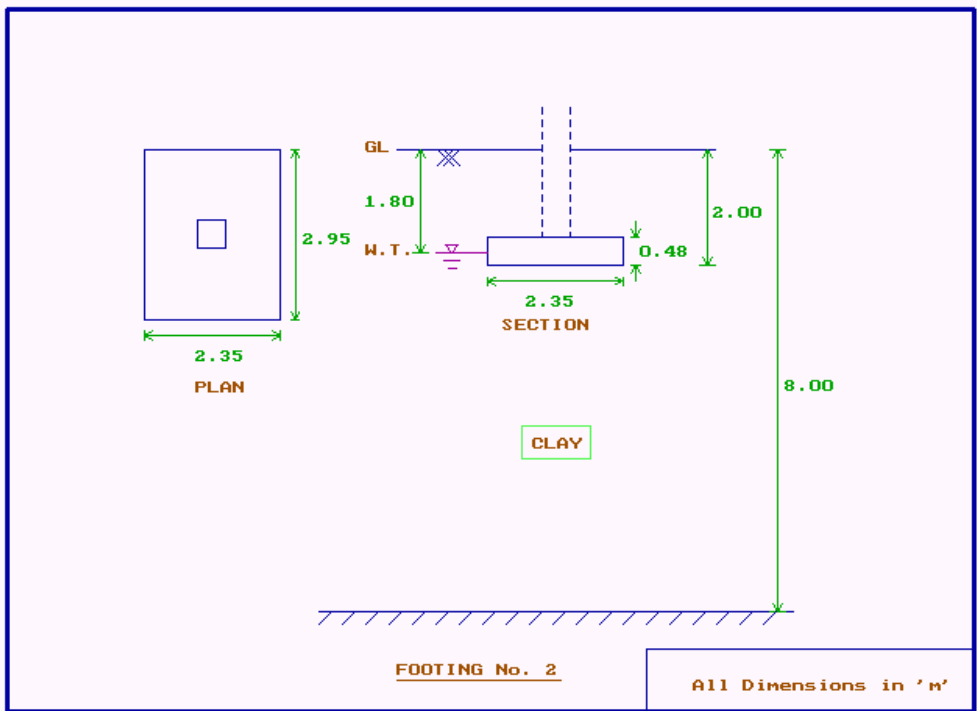 GL
1.80
2.00
2.95
W.T.
0.48
2.35
SECTION
2.35
PLAN
8.00
CLAY
FOOTING No. 2
All Dimensions in 'm'